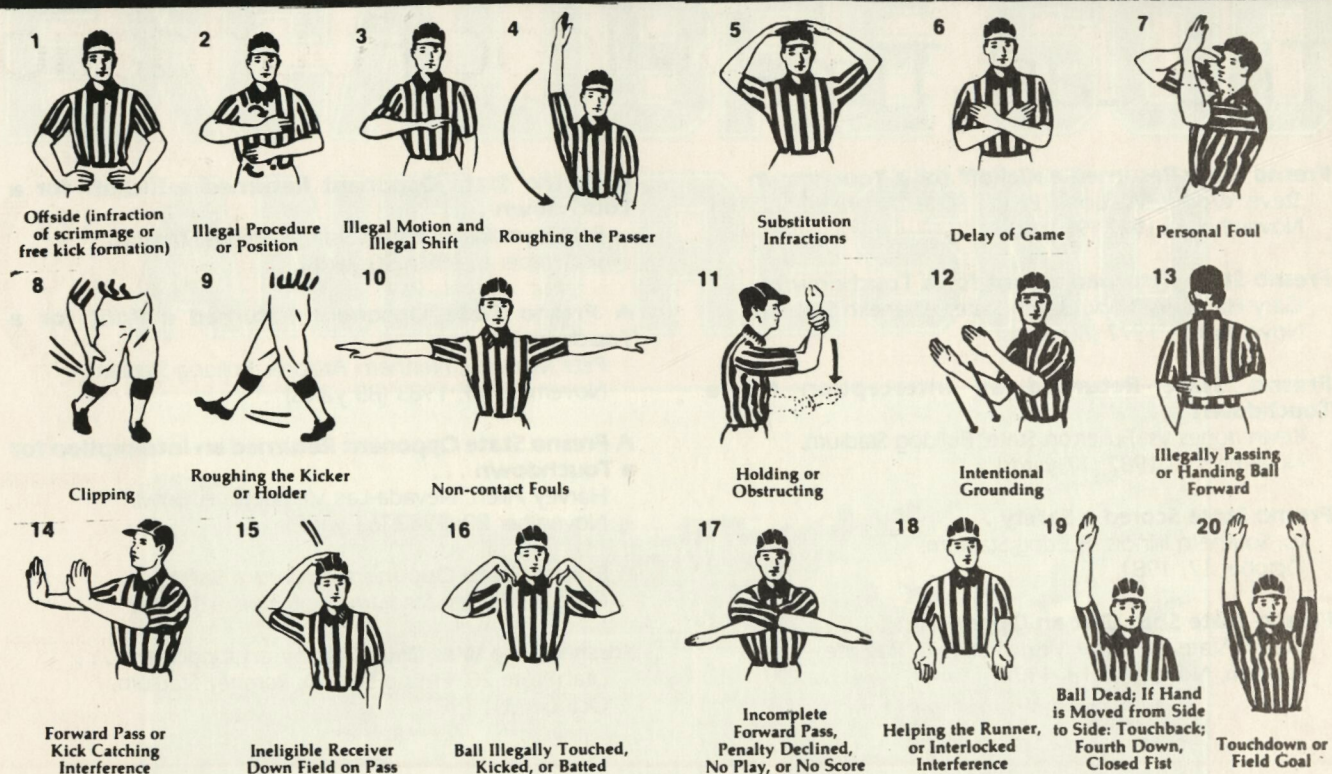 1
Offside (infraction
of scrimmage or
free kick formation)
2
Illegal Procedure
or Position
3
Illegal Motion and
Illegal Shift
4
Roughing the Passer
5
Substitution
Infractions
6
Delay of Game
7
Personal Foul
8
Clipping
9
Roughing the Kicker
or Holder
10
Non-contact Fouls
11
Holding or
Obstructing
12
Intentional
Grounding
13
Illegally Passing
or Handing Ball
Forward
14
Forward Pass or
Kick Catching
Interference
15
Ineligible Receiver
Down Field on Pass
16
Ball Illegally Touched,
Kicked, or Batted
17
Incomplete
Forward Pass,
Penalty Declined,
No Play, or No Score
18
Helping the Runner,
or Interlocked
Interference
19
Ball Dead; If Hand
is Moved from Side
to Side: Touchback;
Fourth Down,
Closed Fist
20
Touchdown or
Field Goal